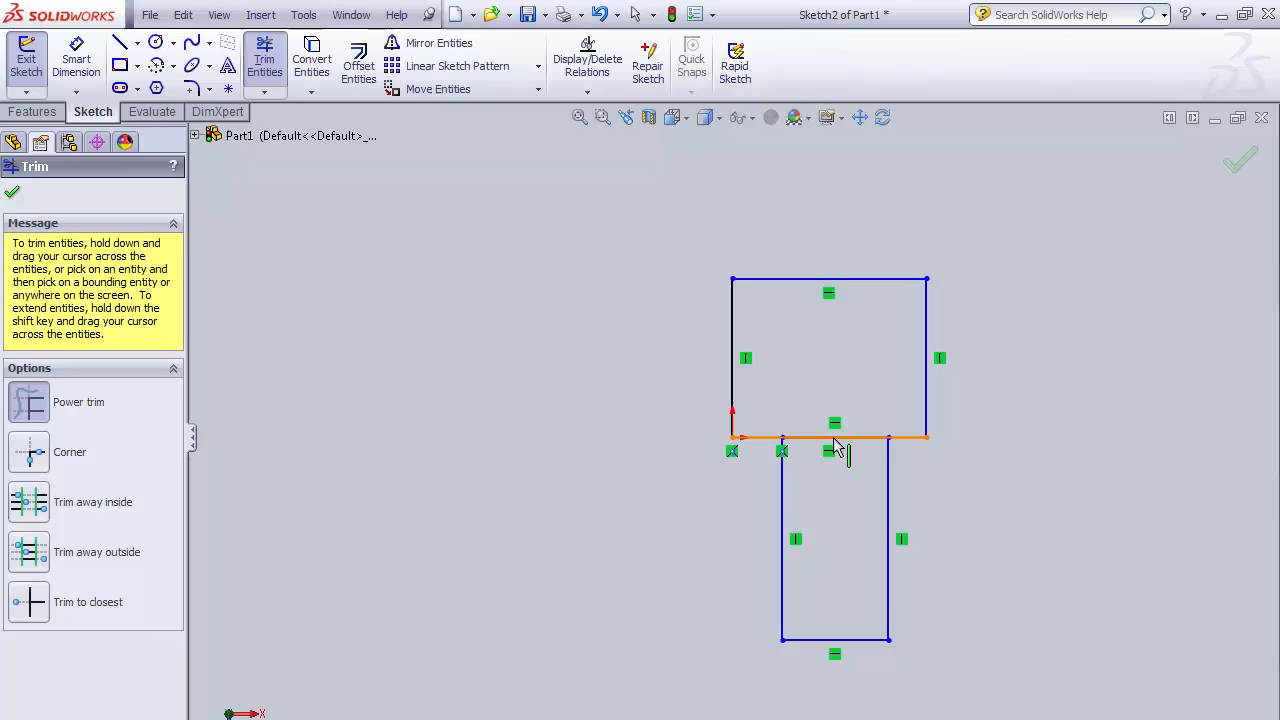 SOLIDWORKS File Edit View Insert Tools Window Help Sketch2 of Part1 * Search SolidWorks Help ?
Exit Sketch
Smart Dimension
Trim Entities
Convert Entities
Offset Entities
Mirror Entities
Linear Sketch Pattern
Move Entities
Display/Delete Relations
Repair Sketch
Quick Snaps
Rapid Sketch
Features Sketch Evaluate DimXpert
Part1 (Default<<Default>_...
Trim ?
Message
To trim entities, hold down and
drag your cursor across the
entities, or pick on an entity and
then pick on a bounding entity or
anywhere on the screen. To
extend entities, hold down the
shift key and drag your cursor
across the entities.
Options
Power trim
Corner
Trim away inside
Trim away outside
Trim to closest
X